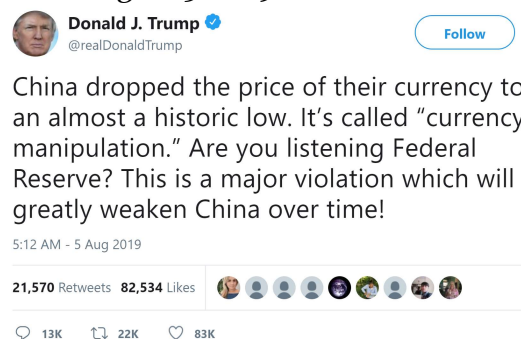 Donald J. Trump
@realDonaldTrump
Follow
China dropped the price of their currency to
an almost a historic low. It’s called “currency
manipulation.” Are you listening Federal
Reserve? This is a major violation which will
greatly weaken China over time!
5:12 AM - 5 Aug 2019
21,570 Retweets 82,534 Likes
13K 22K 83K